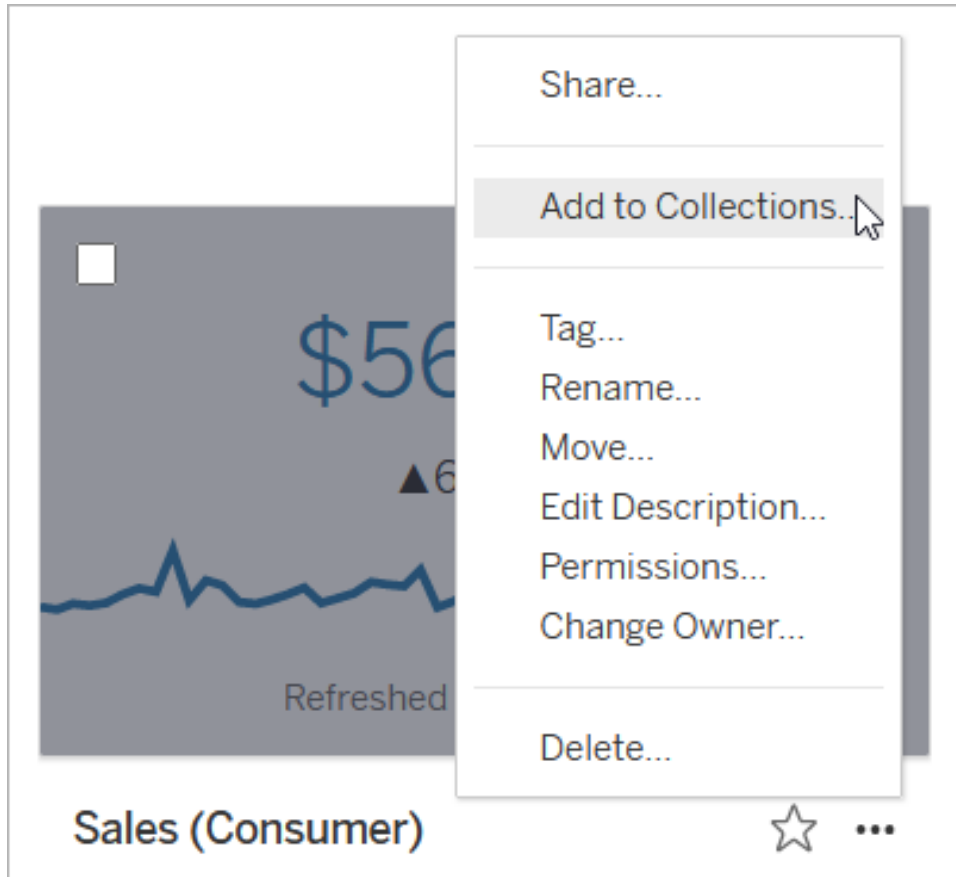 Share...
Add to Collections...
Tag...
Rename...
Move...
Edit Description...
Permissions...
Change Owner...
Delete...
$56
▲6
Refreshed
Sales (Consumer)